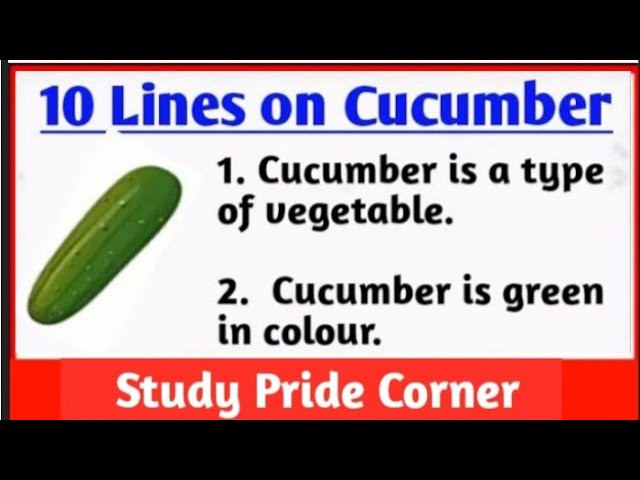 10 Lines on Cucumber
1. Cucumber is a type
of vegetable.
2. Cucumber is green
in colour.
Study Pride Corner